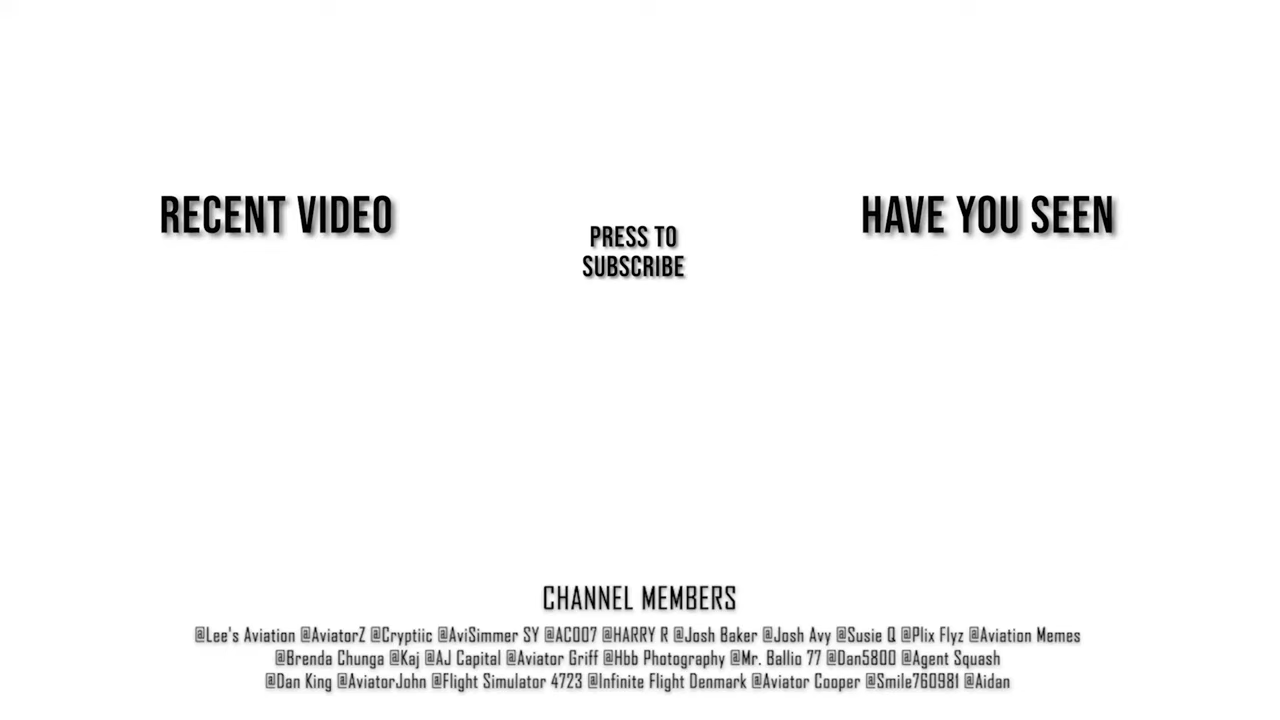 RECENT VIDEO
HAVE YOU SEEN
PRESS TO
SUBSCRIBE
CHANNEL MEMBERS
@Lee's Aviation @AviatorZ @Cryptiic @AviSimmer SY @AC007 @HARRY R @Josh Baker @Josh Avy @Susie Q @Plix Flyz @Aviation Memes
@Brenda Chunga @Kaj @AJ Capital @Aviator Griff @Hbb Photography @Mr. Ballio 77 @Dan5800 @Agent Squash
@Dan King @AviatorJohn @Flight Simulator 4723 @Infinite Flight Denmark @Aviator Cooper @Smile760981 @Aidan